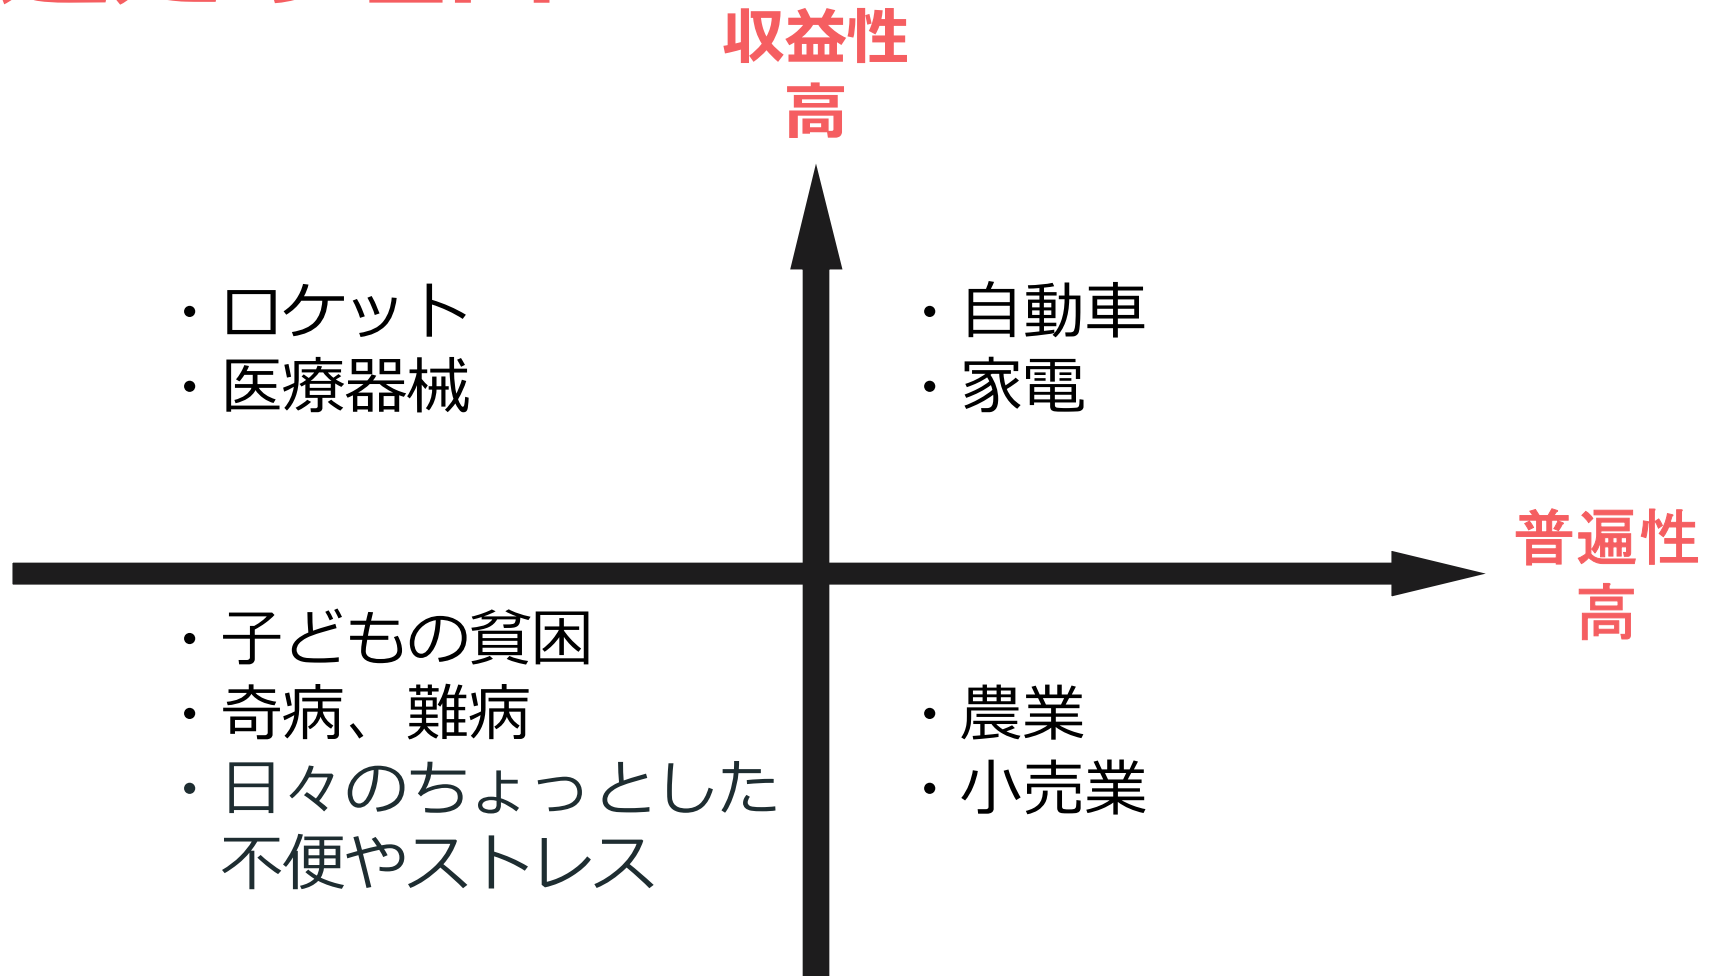 収益性
高
・ロケット
・医療器械
・自動車
・家電
普遍性
高
・子どもの貧困
・奇病、難病
・日々のちょっとした
不便やストレス
・農業
・小売業